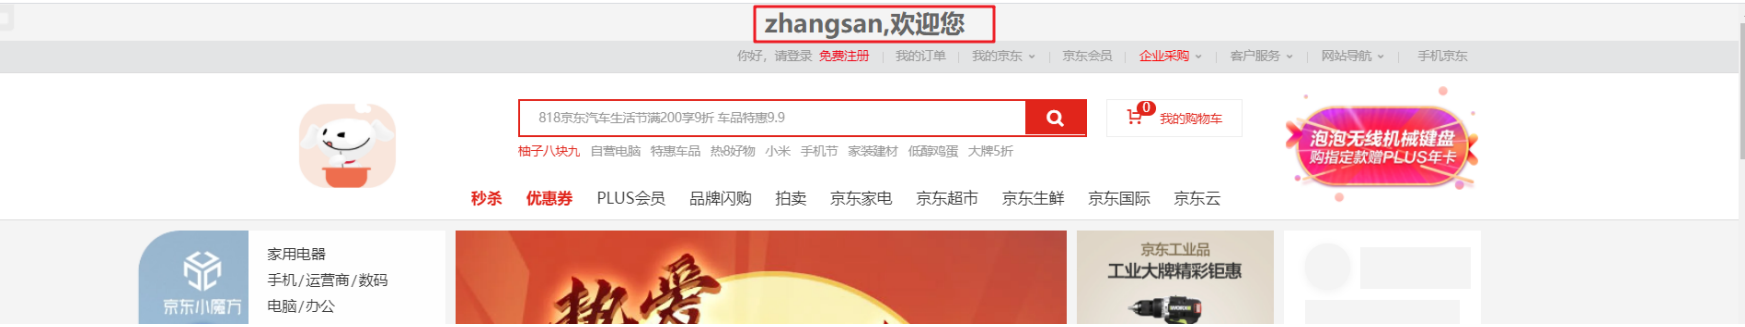 zhangsan,欢迎您
你好，请登录 免费注册 我的订单 我的京东 京东会员 企业采购 客户服务 网站导航 手机京东
818京东汽车生活节满200享9折 车品特惠9.9
0 我的购物车
泡泡无线机械键盘
购指定款赠PLUS年卡
柚子八块九 自营电脑 特惠车品 热8好物 小米 手机节 家装建材 低醇鸡蛋 大牌5折
秒杀 优惠券 PLUS会员 品牌闪购 拍卖 京东家电 京东超市 京东生鲜 京东国际 京东云
京东小魔方
家用电器
手机/运营商/数码
电脑/办公
热爱
京东工业品
工业大牌精彩钜惠